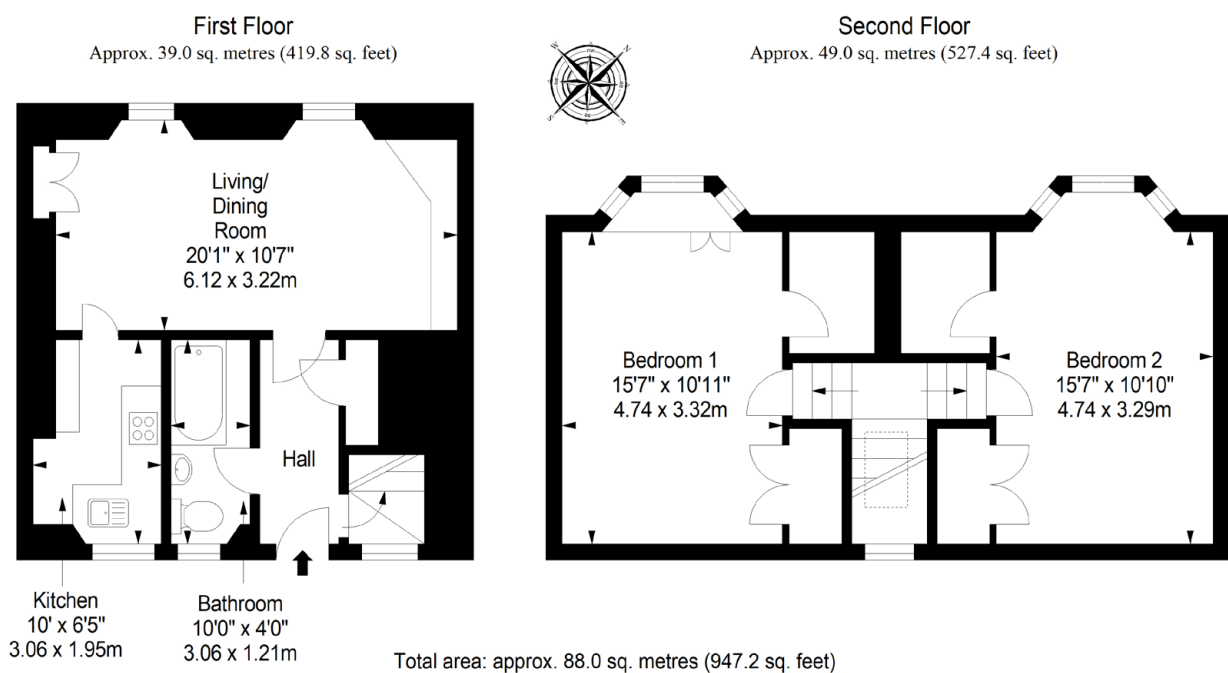 First Floor
Approx. 39.0 sq. metres (419.8 sq. feet)
Second Floor
Approx. 49.0 sq. metres (527.4 sq. feet)
W
N
S
E
Living/
Dining
Room
20'1" x 10'7"
6.12 x 3.22m
Bedroom 1
15'7" x 10'11"
4.74 x 3.32m
Bedroom 2
15'7" x 10'10"
4.74 x 3.29m
Hall
Kitchen
10' x 6'5"
3.06 x 1.95m
Bathroom
10'0" x 4'0"
3.06 x 1.21m
Total area: approx. 88.0 sq. metres (947.2 sq. feet)